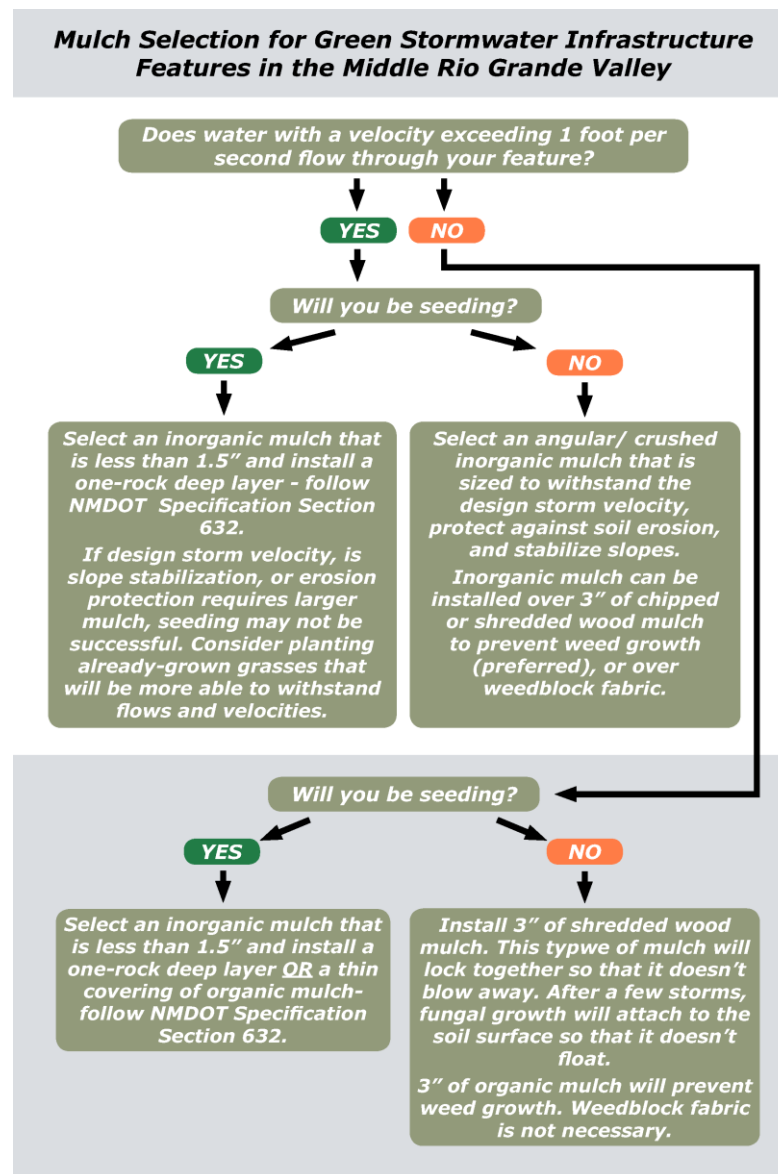 Mulch Selection for Green Stormwater Infrastructure
Features in the Middle Rio Grande Valley
Does water with a velocity exceeding 1 foot per
second flow through your feature?
YES
NO
Will you be seeding?
YES
NO
Select an inorganic mulch that
is less than 1.5″ and install a
one-rock deep layer - follow
NMDOT Specification Section
632.
If design storm velocity, is
slope stabilization, or erosion
protection requires larger
mulch, seeding may not be
successful. Consider planting
already-grown grasses that
will be more able to withstand
flows and velocities.
Select an angular/ crushed
inorganic mulch that is
sized to withstand the
design storm velocity,
protect against soil erosion,
and stabilize slopes.
Inorganic mulch can be
installed over 3″ of chipped
or shredded wood mulch
to prevent weed growth
(preferred), or over
weedblock fabric.
Will you be seeding?
YES
NO
Select an inorganic mulch that
is less than 1.5″ and install a
one-rock deep layer OR a thin
covering of organic mulch-
follow NMDOT Specification
Section 632.
Install 3″ of shredded wood
mulch. This typwe of mulch will
lock together so that it doesn't
blow away. After a few storms,
fungal growth will attach to the
soil surface so that it doesn't
float.
3″ of organic mulch will prevent
weed growth. Weedblock fabric
is not necessary.